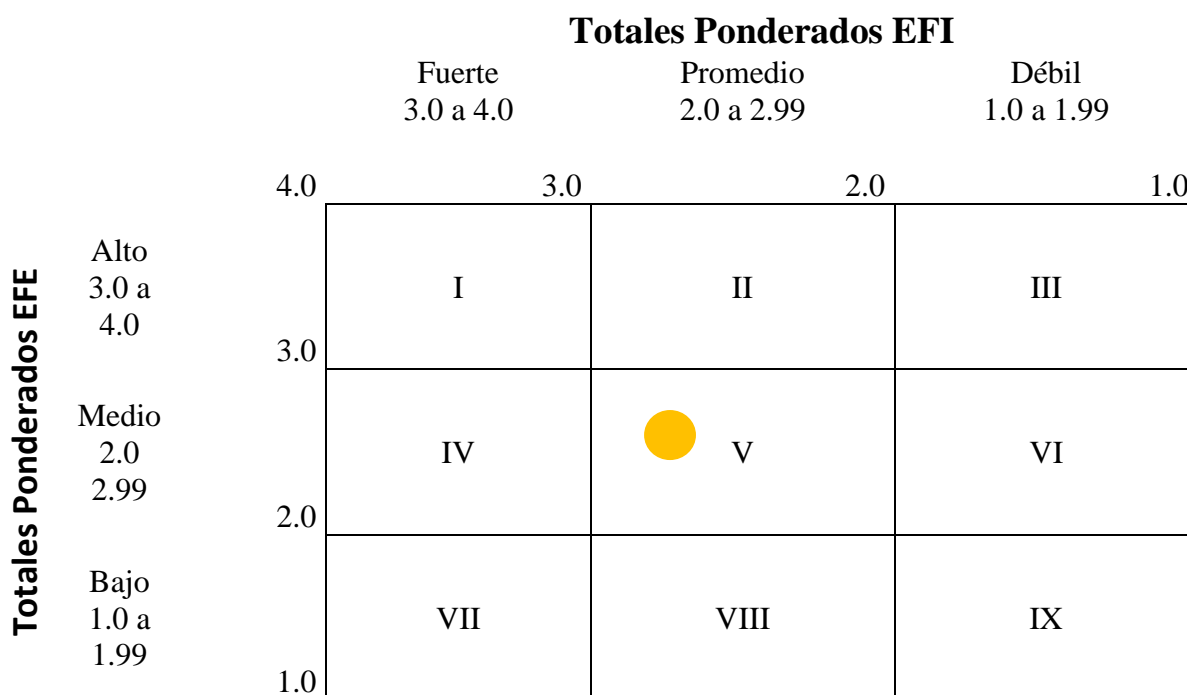 Totales Ponderados EFI
Fuerte
3.0 a 4.0
Promedio
2.0 a 2.99
Débil
1.0 a 1.99
4.0
3.0
2.0
1.0
Totales Ponderados EFE
Alto
3.0 a
4.0
I
II
III
3.0
Medio
2.0
2.99
IV
V
VI
2.0
Bajo
1.0 a
1.99
VII
VIII
IX
1.0